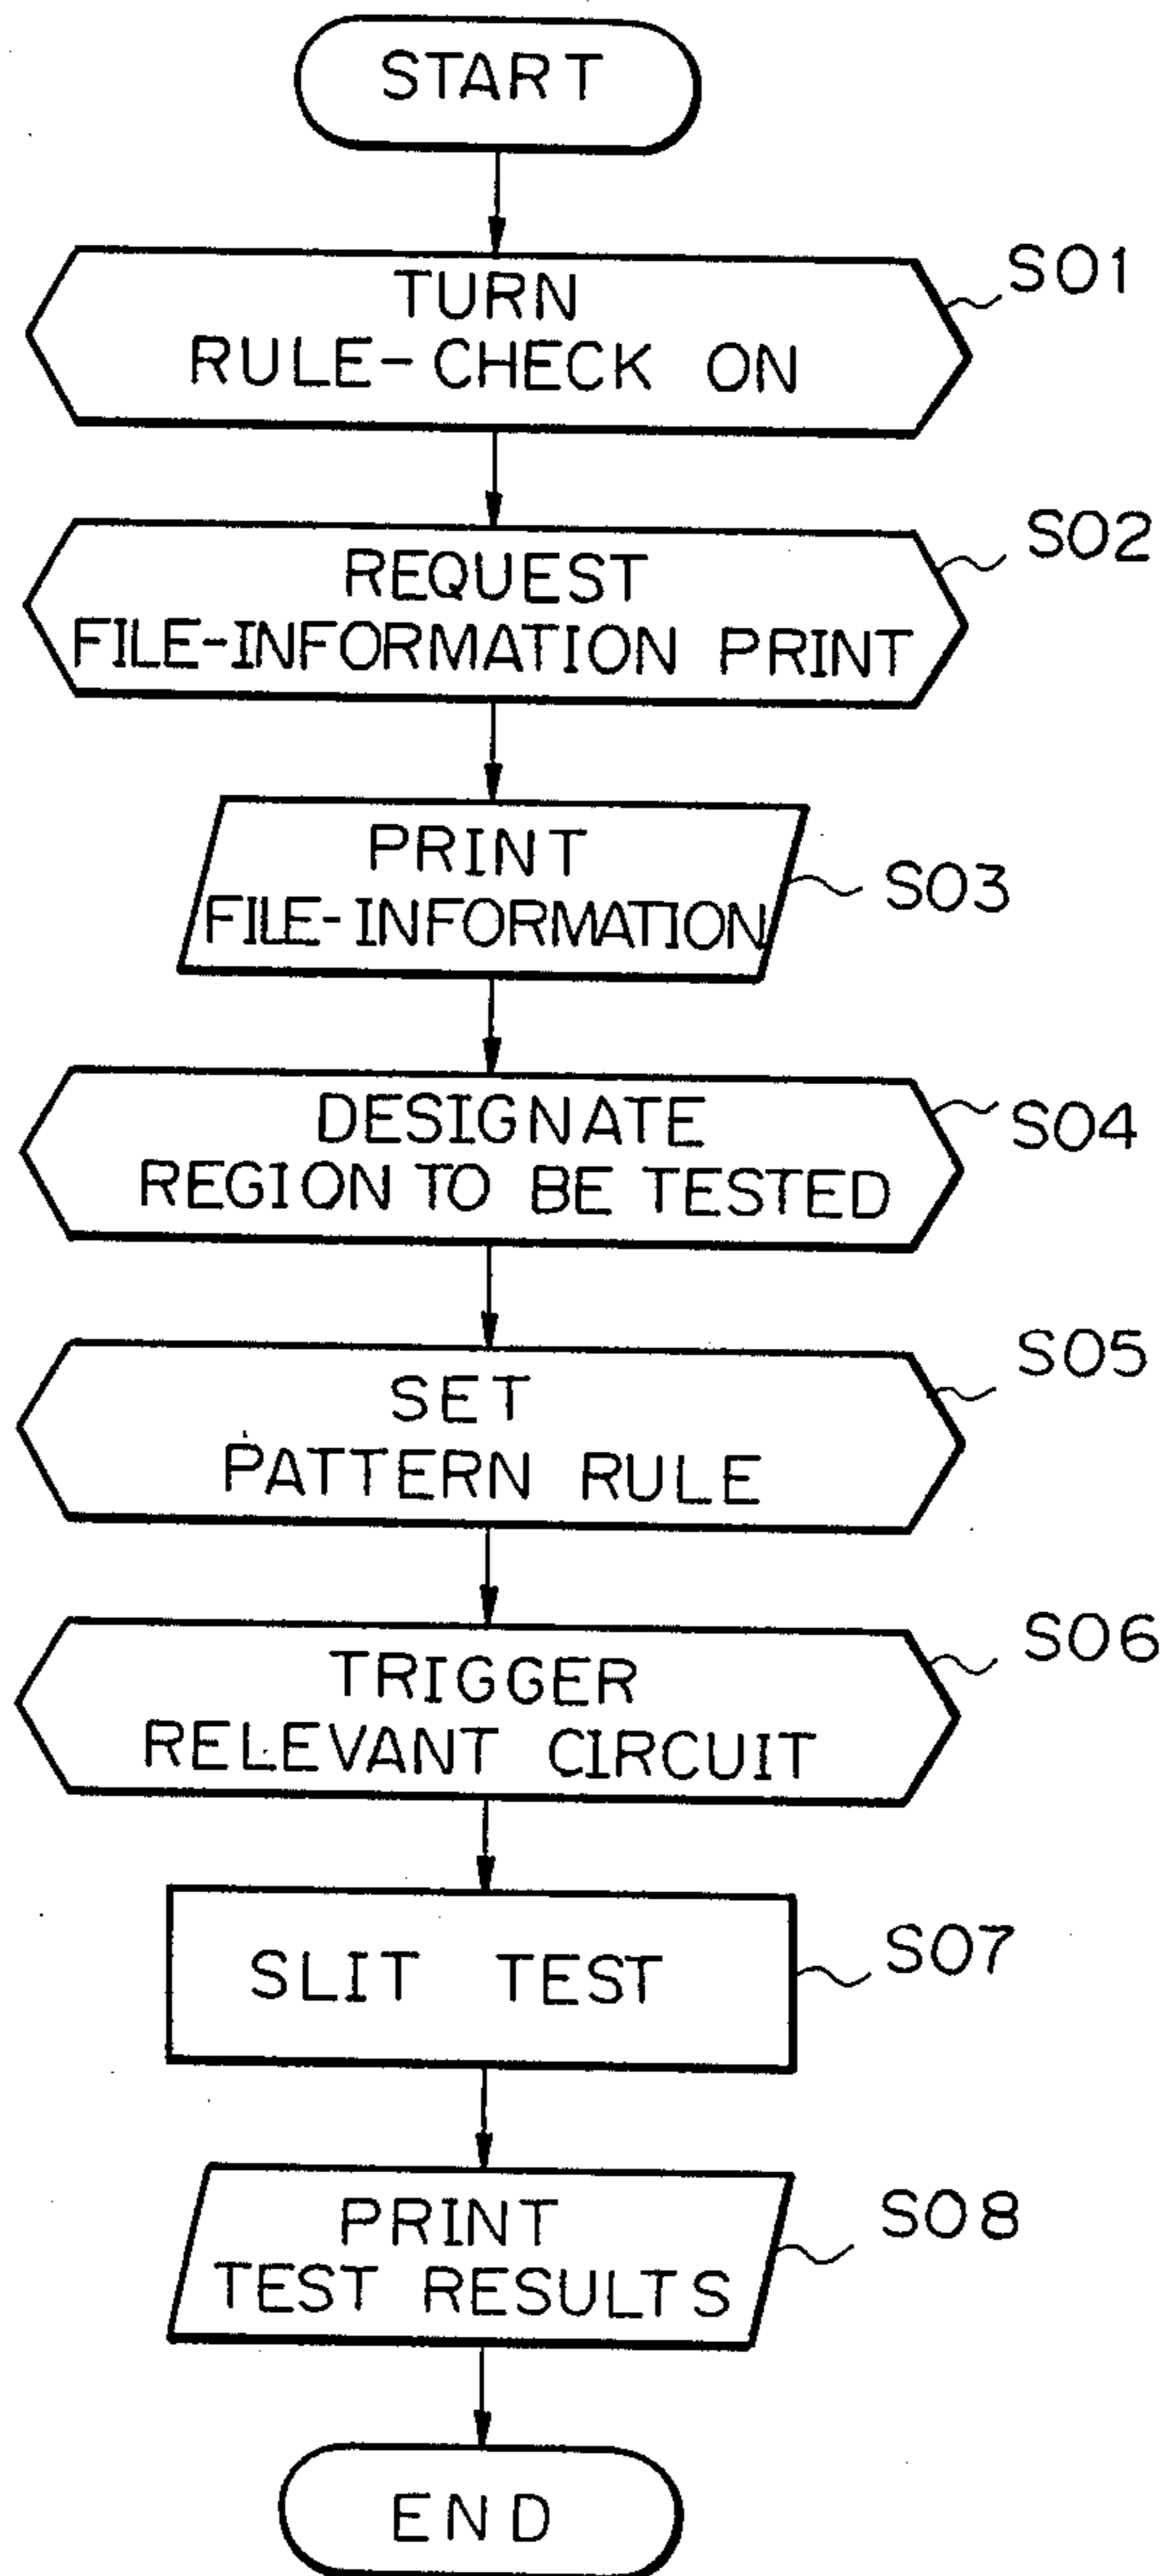 START
TURN
RULE-CHECK ON
S01
REQUEST
FILE-INFORMATION PRINT
S02
PRINT
FILE-INFORMATION
S03
DESIGNATE
REGION TO BE TESTED
S04
SET
PATTERN RULE
S05
TRIGGER
RELEVANT CIRCUIT
S06
SLIT TEST
S07
PRINT
TEST RESULTS
S08
END